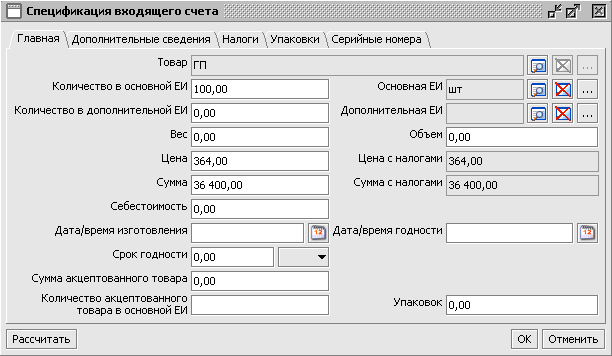 Спецификация входящего счета
Главная Дополнительные сведения Налоги Упаковки Серийные номера
Товар ГП ...
Количество в основной ЕИ 100,00 Основная ЕИ шт ...
Количество в дополнительной ЕИ 0,00 Дополнительная ЕИ ...
Вес 0,00 Объем 0,00
Цена 364,00 Цена с налогами 364,00
Сумма 36 400,00 Сумма с налогами 36 400,00
Себестоимость 0,00
Дата/время изготовления 12 Дата/время годности 12
Срок годности 0,00
Сумма акцептованного товара 0,00
Количество акцептованного
товара в основной ЕИ Упаковок 0,00
Рассчитать OK Отменить